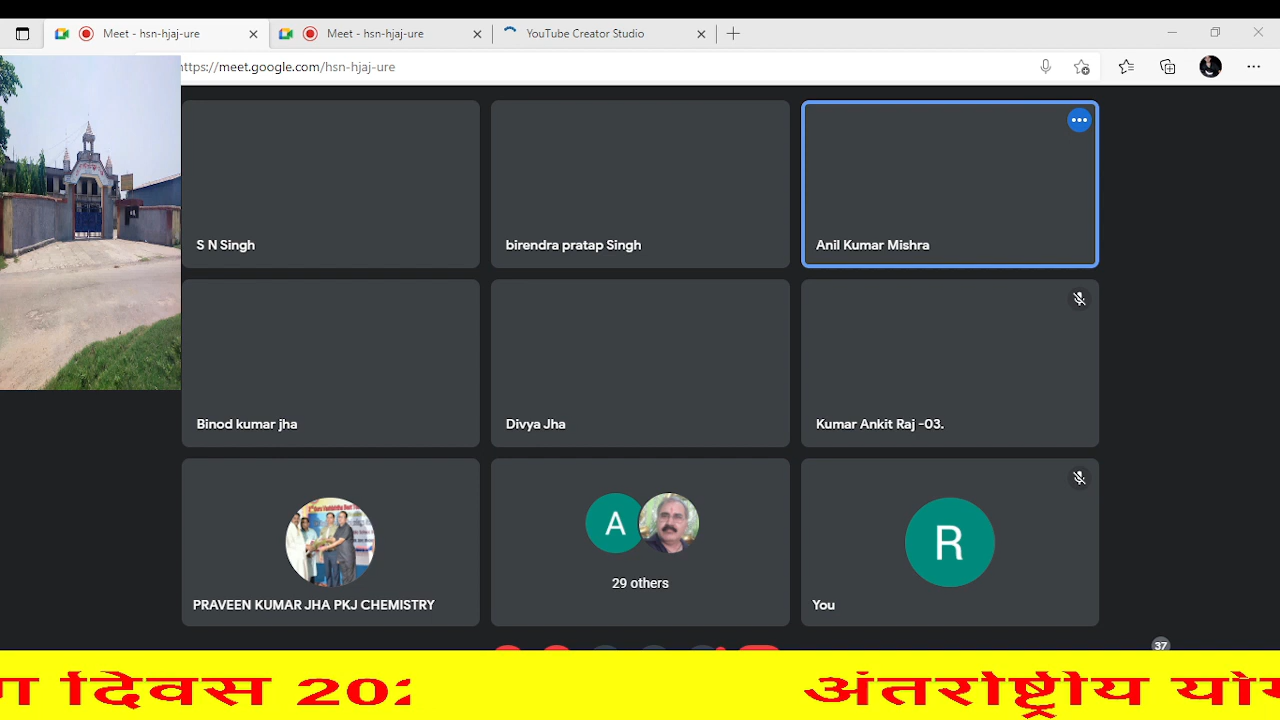 Meet - hsn-hjaj-ure
Meet - hsn-hjaj-ure
YouTube Creator Studio
ttps://meet.google.com/hsn-hjaj-ure
S N Singh
birendra pratap Singh
Anil Kumar Mishra
Binod kumar jha
Divya Jha
Kumar Ankit Raj -03.
A
29 others
R
PRAVEEN KUMAR JHA PKJ CHEMISTRY
You
37
दिवस 202
अंतर्राष्ट्रीय योग